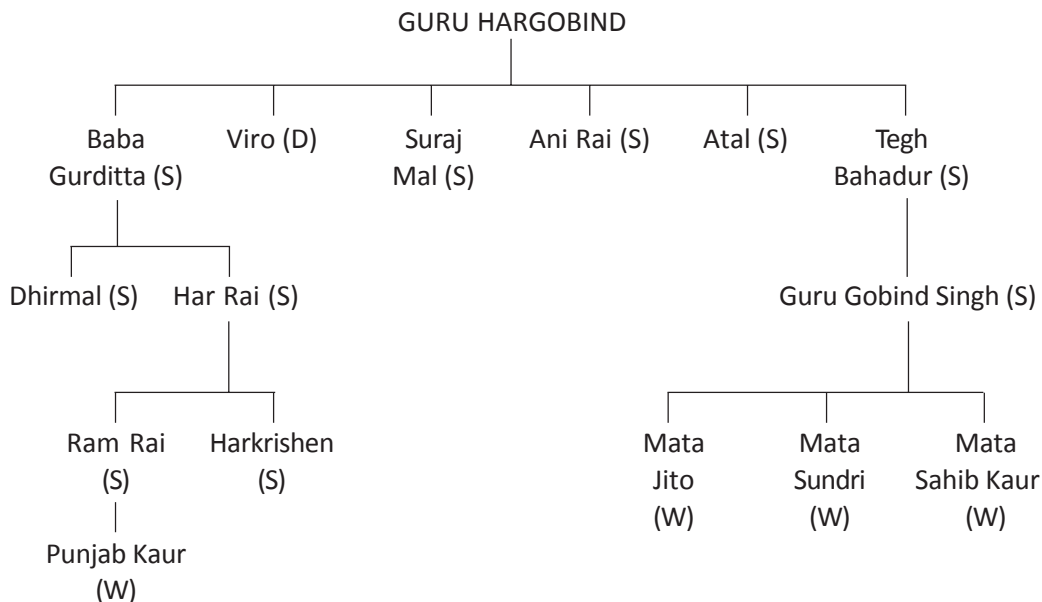 GURU HARGOBIND
Baba
Gurditta (S)
Viro (D)
Suraj
Mal (S)
Ani Rai (S)
Atal (S)
Tegh
Bahadur (S)
Dhirmal (S)
Har Rai (S)
Guru Gobind Singh (S)
Ram Rai
(S)
Harkrishen
(S)
Mata
Jito
(W)
Mata
Sundri
(W)
Mata
Sahib Kaur
(W)
Punjab Kaur
(W)